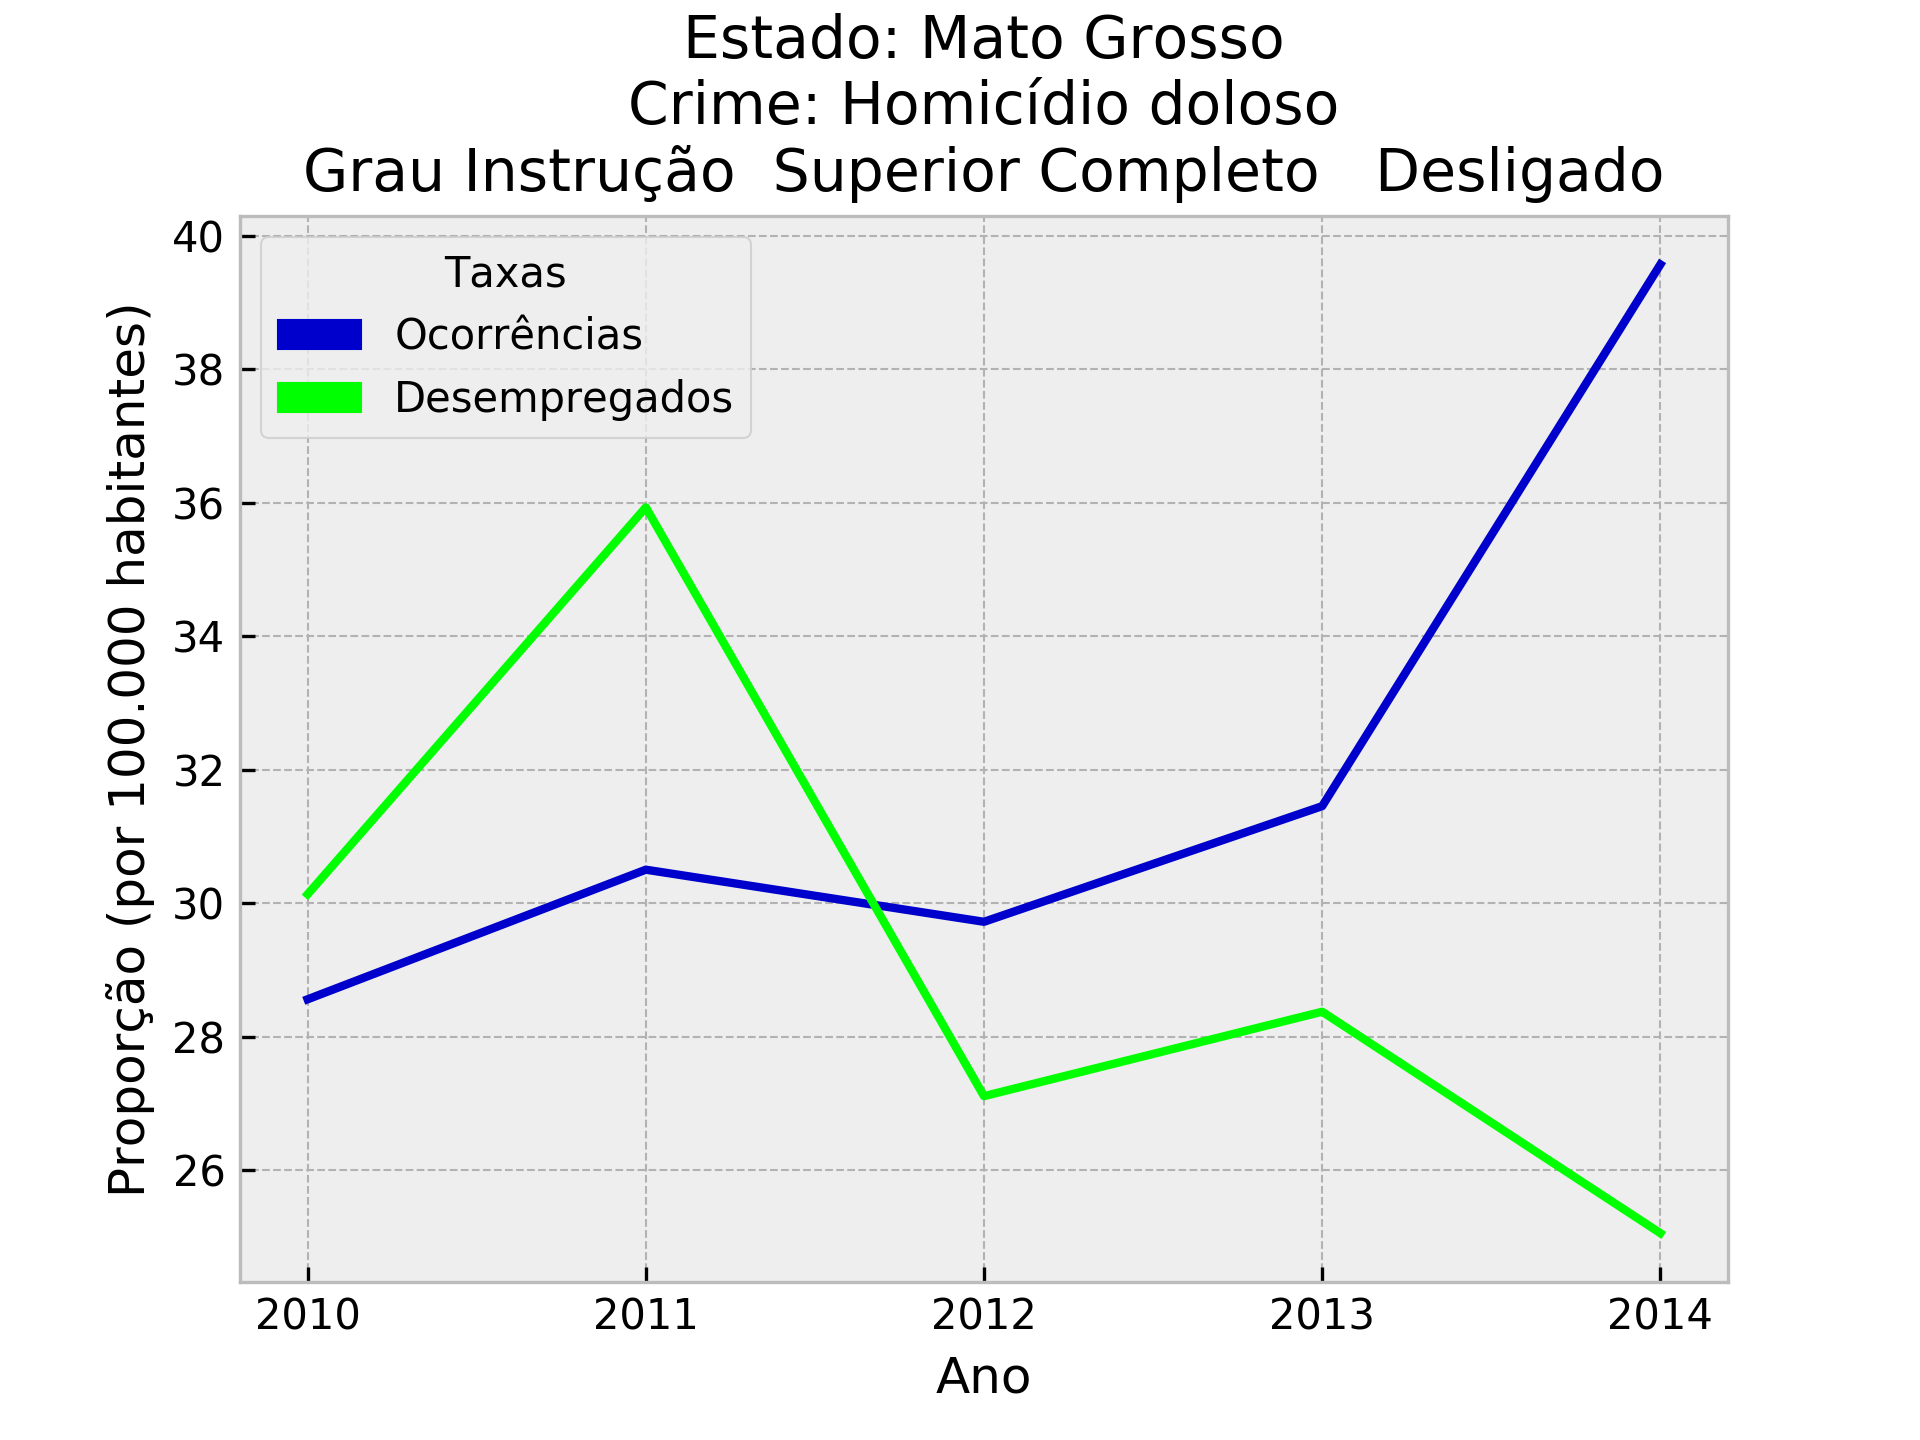 Estado: Mato Grosso
Crime: Homicídio doloso
Grau Instrução  Superior Completo   Desligado
Taxas
Ocorrências
Desempregados
Proporção (por 100.000 habitantes)
40
38
36
34
32
30
28
26
2010 2011 2012 2013 2014
Ano